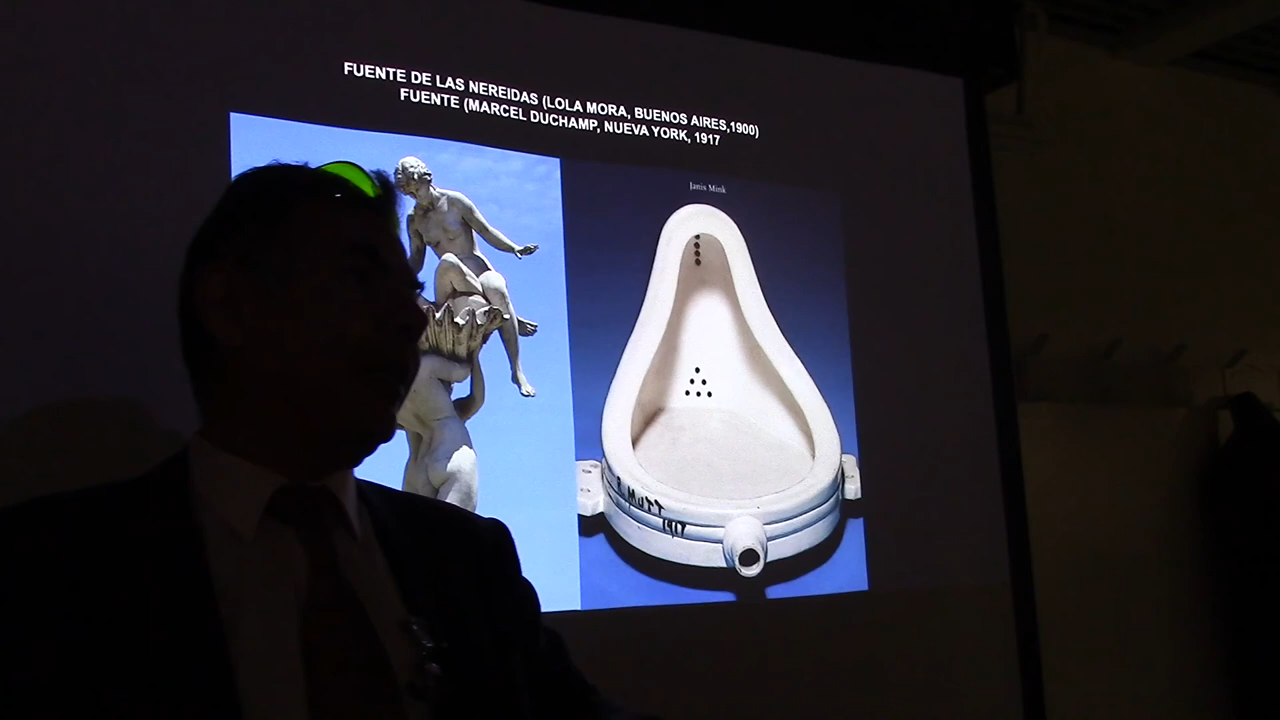 FUENTE DE LAS NEREIDAS (LOLA MORA, BUENOS AIRES,1900)
FUENTE (MARCEL DUCHAMP, NUEVA YORK, 1917
Janis Mink
R MUTT
1917